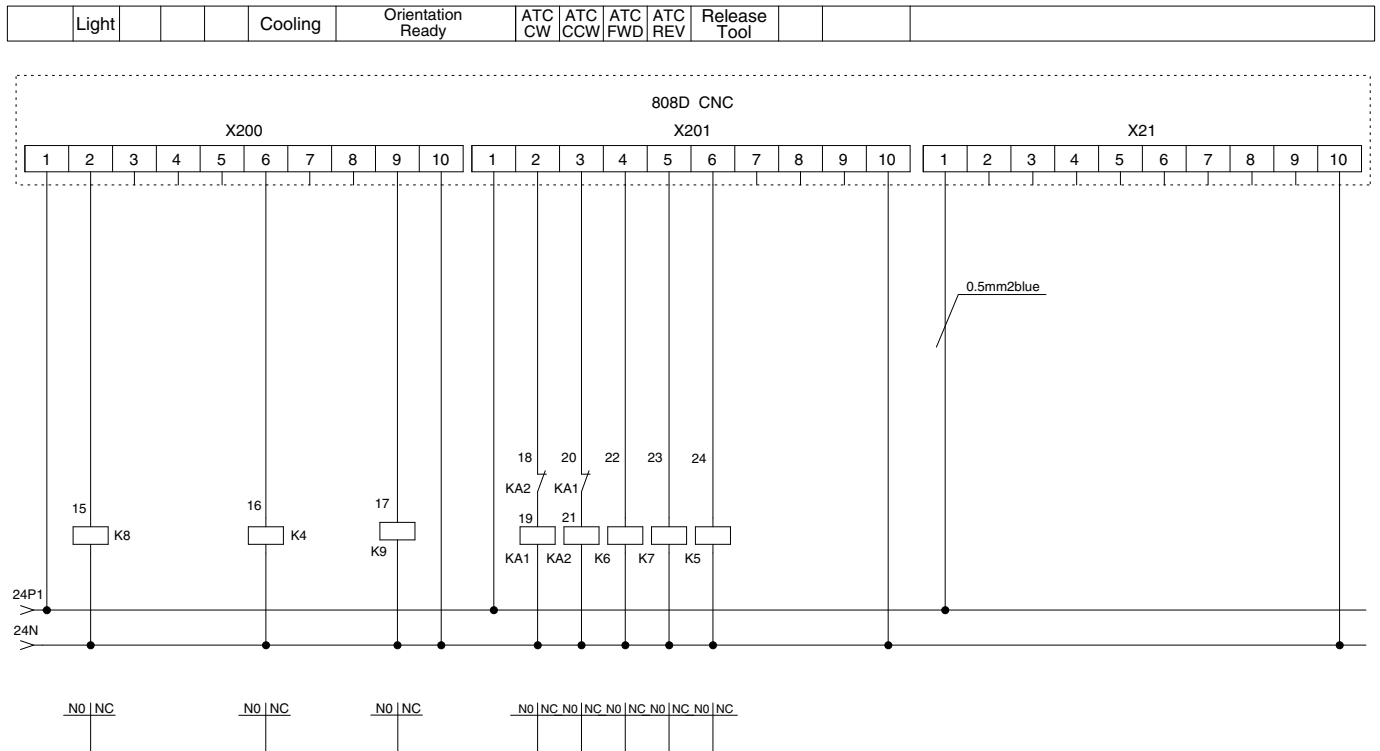 Light
Cooling
Orientation
Ready
ATC
CW
ATC
CCW
ATC
FWD
ATC
REV
Release
Tool
808D CNC
X200
X201
X21
1 2 3 4 5 6 7 8 9 10
1 2 3 4 5 6 7 8 9 10
1 2 3 4 5 6 7 8 9 10
0.5mm2blue
18 20 22 23 24
KA2 KA1
15 16 17
19 21
K8 K4 K9
KA1 KA2 K6 K7 K5
24P1
24N
N0 NC N0 NC N0 NC N0 NC N0 NC N0 NC N0 NC N0 NC